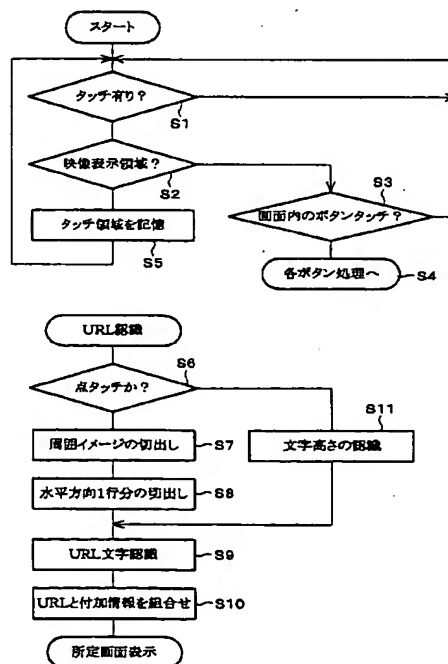 スタート
タッチ有り?
S1
映像表示領域?
S2
S3
画面内のボタンタッチ?
タッチ領域を記憶
S5
各ボタン処理へ
S4
URL認識
S6
点タッチか?
S11
周囲イメージの切出し
S7
文字高さの認識
水平方向1行分の切出し
S8
URL文字認識
S9
URLと付加情報を組合せ
S10
所定画面表示